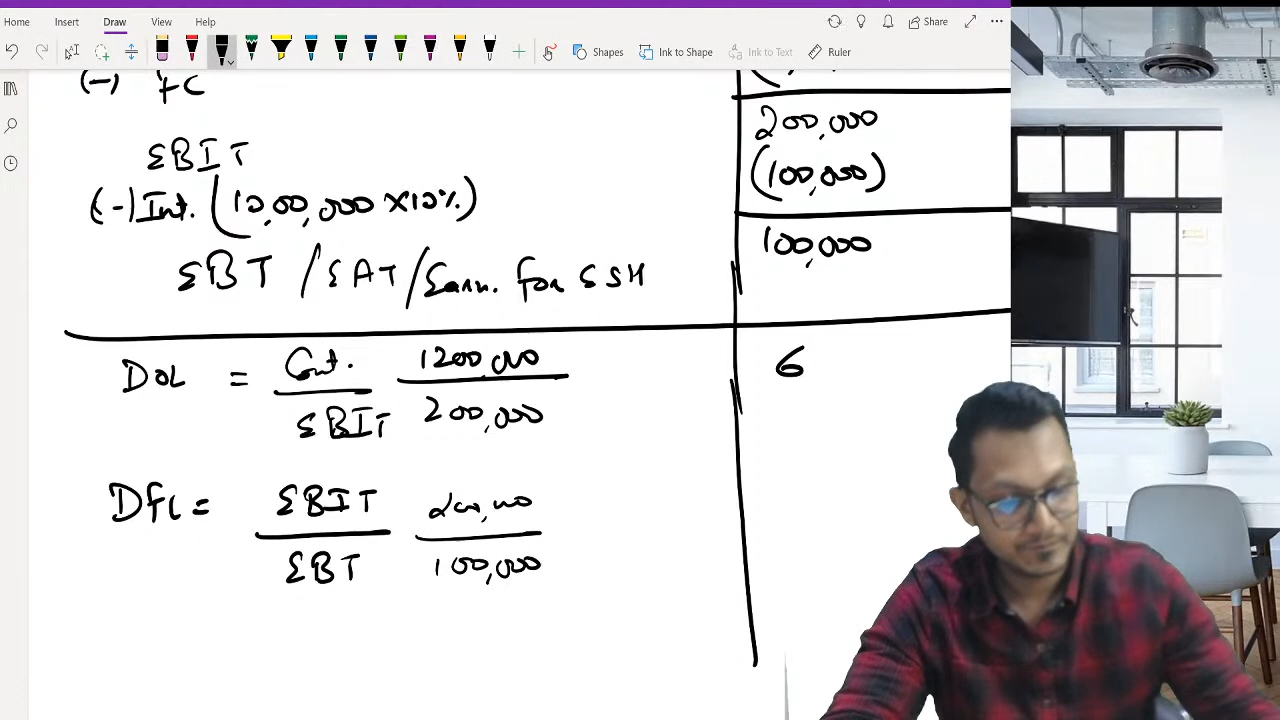 Home Insert Draw View Help Share
Shapes Ink to Shape Ink to Text Ruler
(-) FC
EBIT 200,000
(-) Int. (10,00,000 x10%) (100,000)
EBT / EAT / Earn. for ESH 100,000
DOL = Cont. 1200,000 6
EBIT 200,000
DFL = EBIT 200,000
EBT 100,000